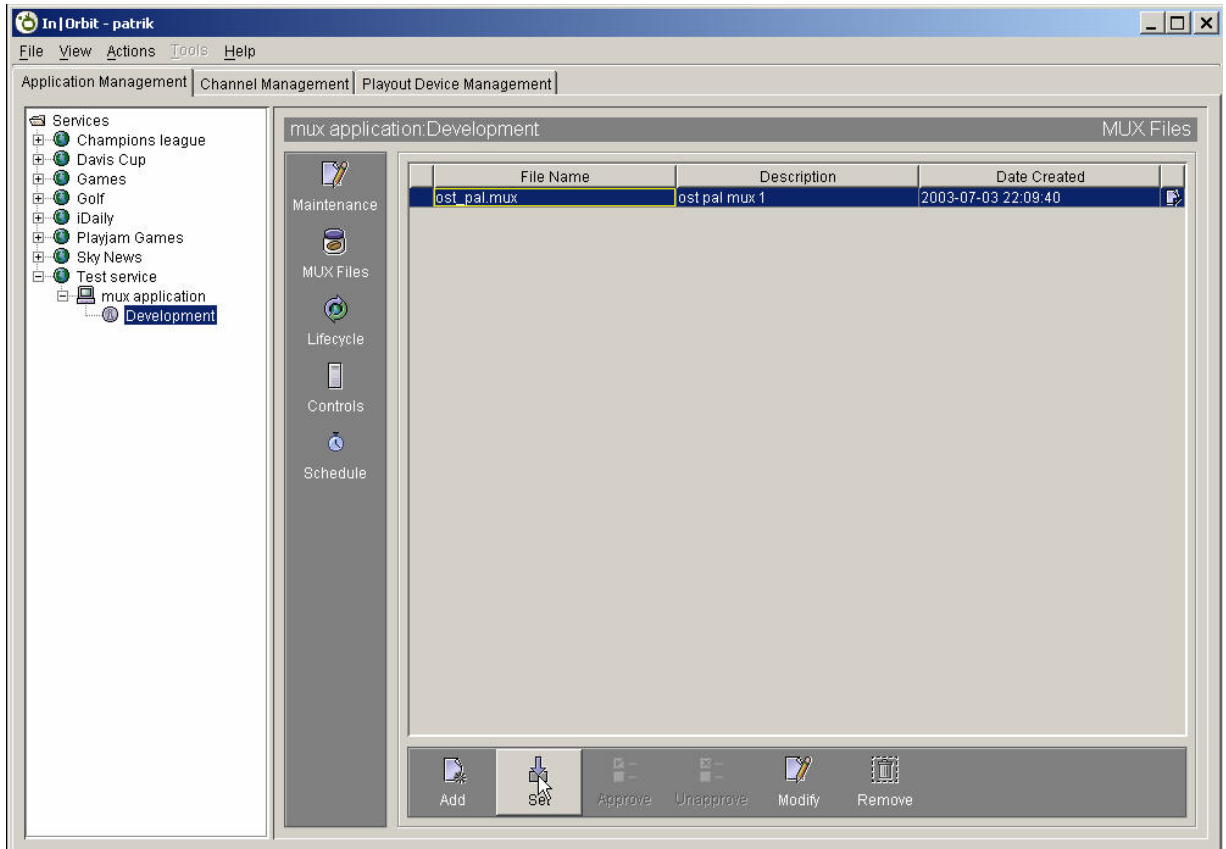 In|Orbit - patrik
File View Actions Tools Help
Application Management Channel Management Playout Device Management
Services
Champions league
Davis Cup
Games
Golf
iDaily
Playjam Games
Sky News
Test service
mux application
Development
mux application:Development MUX Files
Maintenance
MUX Files
Lifecycle
Controls
Schedule
File Name Description Date Created
ost_pal.mux ost pal mux 1 2003-07-03 22:09:40
Add Set Approve Unapprove Modify Remove